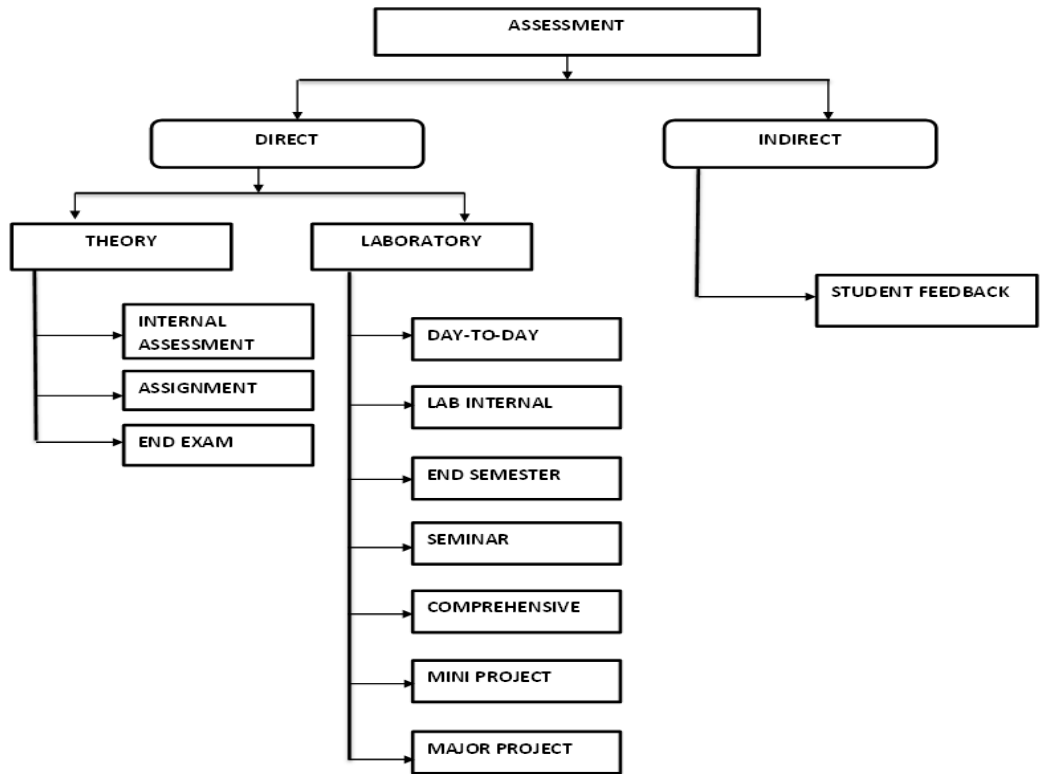 ASSESSMENT
DIRECT
INDIRECT
THEORY
LABORATORY
INTERNAL
ASSESSMENT
ASSIGNMENT
END EXAM
DAY-TO-DAY
LAB INTERNAL
END SEMESTER
SEMINAR
COMPREHENSIVE
MINI PROJECT
MAJOR PROJECT
STUDENT FEEDBACK